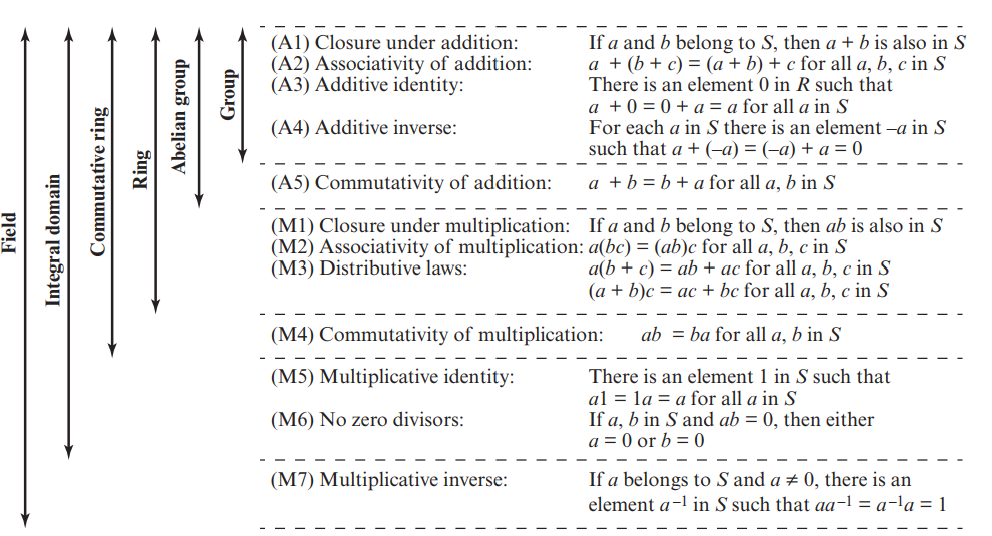 Field
Integral domain
Commutative ring
Ring
Abelian group
Group
(A1) Closure under addition: If a and b belong to S, then a + b is also in S
(A2) Associativity of addition: a + (b + c) = (a + b) + c for all a, b, c in S
(A3) Additive identity: There is an element 0 in R such that
a + 0 = 0 + a = a for all a in S
(A4) Additive inverse: For each a in S there is an element –a in S
such that a + (–a) = (–a) + a = 0
(A5) Commutativity of addition: a + b = b + a for all a, b in S
(M1) Closure under multiplication: If a and b belong to S, then ab is also in S
(M2) Associativity of multiplication: a(bc) = (ab)c for all a, b, c in S
(M3) Distributive laws: a(b + c) = ab + ac for all a, b, c in S
(a + b)c = ac + bc for all a, b, c in S
(M4) Commutativity of multiplication: ab = ba for all a, b in S
(M5) Multiplicative identity: There is an element 1 in S such that
a1 = 1a = a for all a in S
(M6) No zero divisors: If a, b in S and ab = 0, then either
a = 0 or b = 0
(M7) Multiplicative inverse: If a belongs to S and a ≠ 0, there is an
element a⁻¹ in S such that aa⁻¹ = a⁻¹a = 1